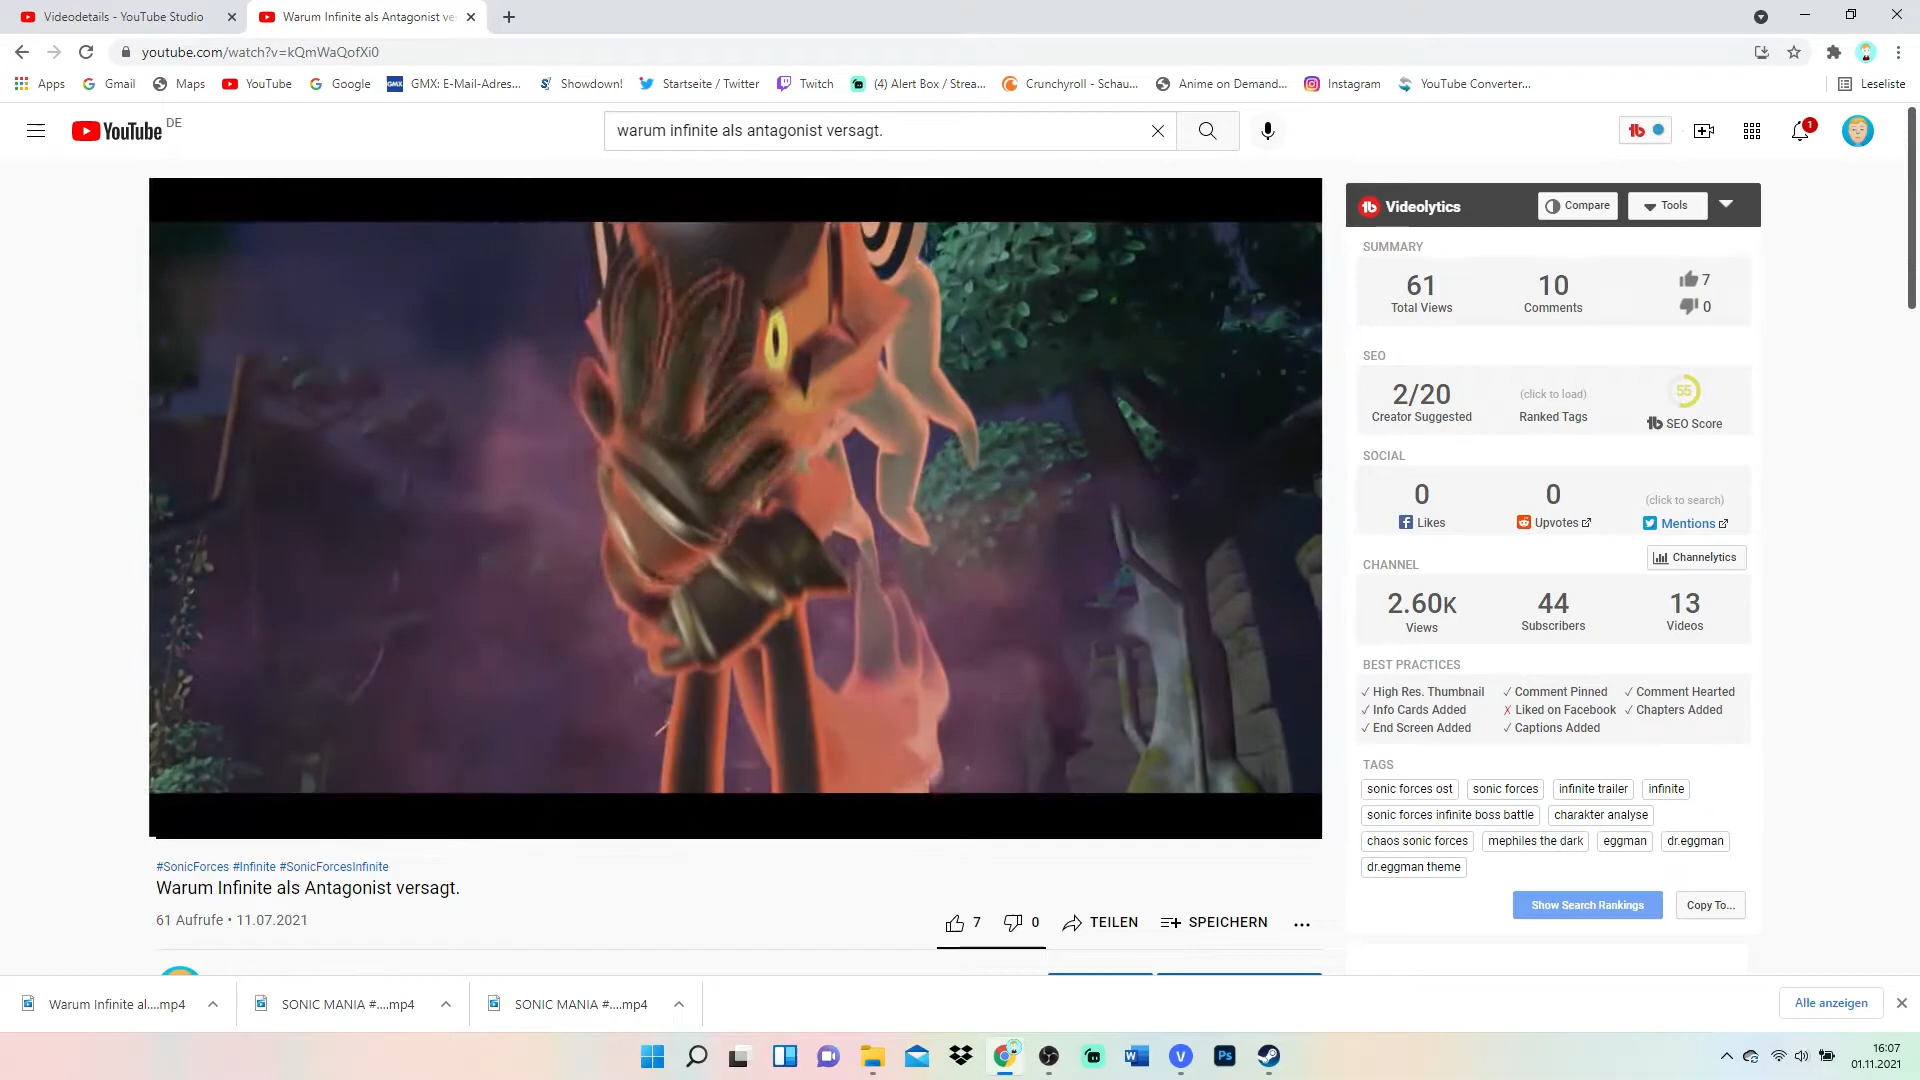 Videodetails - YouTube Studio
Warum Infinite als Antagonist ve
youtube.com/watch?v=kQmWaQofXi0
Apps Gmail Maps YouTube Google GMX GMX: E-Mail-Adres... Showdown! Startseite / Twitter Twitch (4) Alert Box / Strea... Crunchyroll - Schau... Anime on Demand... Instagram YouTube Converter... Leseliste
YouTube DE
warum infinite als antagonist versagt.
1
Videolytics Compare Tools
SUMMARY
61 10 7
Total Views Comments 0
SEO
2/20 (click to load) 55
Creator Suggested Ranked Tags SEO Score
SOCIAL
0 0 (click to search)
Likes Upvotes Mentions
CHANNEL Channelytics
2.60K 44 13
Views Subscribers Videos
BEST PRACTICES
✓ High Res. Thumbnail ✓ Comment Pinned ✓ Comment Hearted
✓ Info Cards Added X Liked on Facebook ✓ Chapters Added
✓ End Screen Added ✓ Captions Added
TAGS
sonic forces ost sonic forces infinite trailer infinite
sonic forces infinite boss battle charakter analyse
chaos sonic forces mephiles the dark eggman dr.eggman
dr.eggman theme
Show Search Rankings Copy To...
#SonicForces #Infinite #SonicForcesInfinite
Warum Infinite als Antagonist versagt.
61 Aufrufe • 11.07.2021
7 0 TEILEN SPEICHERN ...
Warum Infinite al....mp4 SONIC MANIA #....mp4 SONIC MANIA #....mp4 Alle anzeigen
W V Ps
16:07
01.11.2021